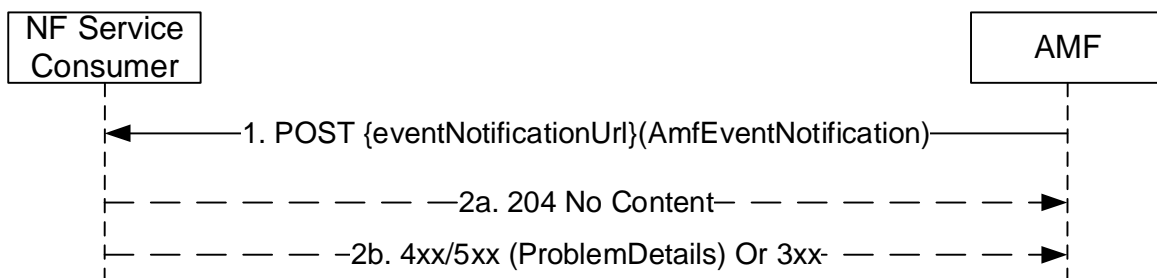 NF Service
Consumer
AMF
1. POST {eventNotificationUrl}(AmfEventNotification)
2a. 204 No Content
2b. 4xx/5xx (ProblemDetails) Or 3xx